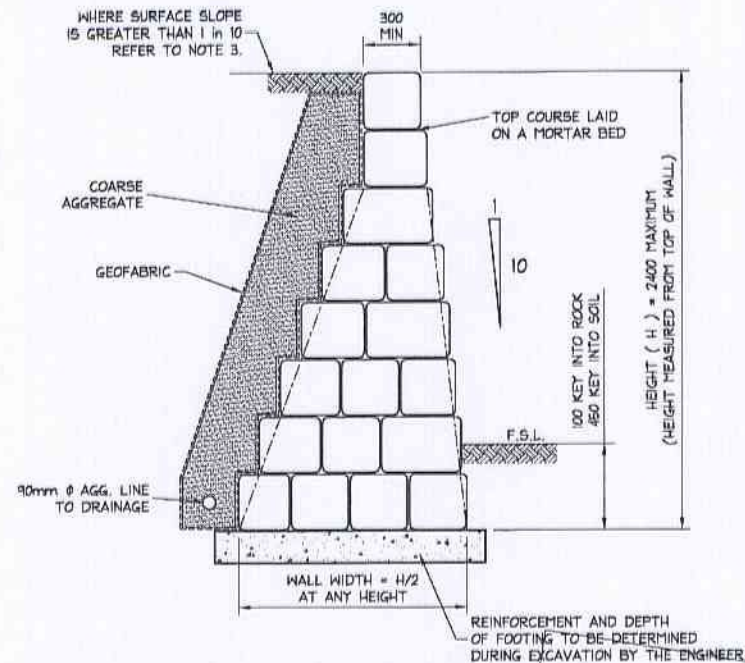 WHERE SURFACE SLOPE
IS GREATER THAN 1 in 10
REFER TO NOTE 3.
300
MIN
TOP COURSE LAID
ON A MORTAR BED
COARSE
AGGREGATE
GEOFABRIC
1
10
100 KEY INTO ROCK
450 KEY INTO SOIL
HEIGHT ( H ) = 2400 MAXIMUM
(HEIGHT MEASURED FROM TOP OF WALL)
F.S.L.
90mm ϕ AGG. LINE
TO DRAINAGE
WALL WIDTH = H/2
AT ANY HEIGHT
REINFORCEMENT AND DEPTH
OF FOOTING TO BE DETERMINED
DURING EXCAVATION BY THE ENGINEER